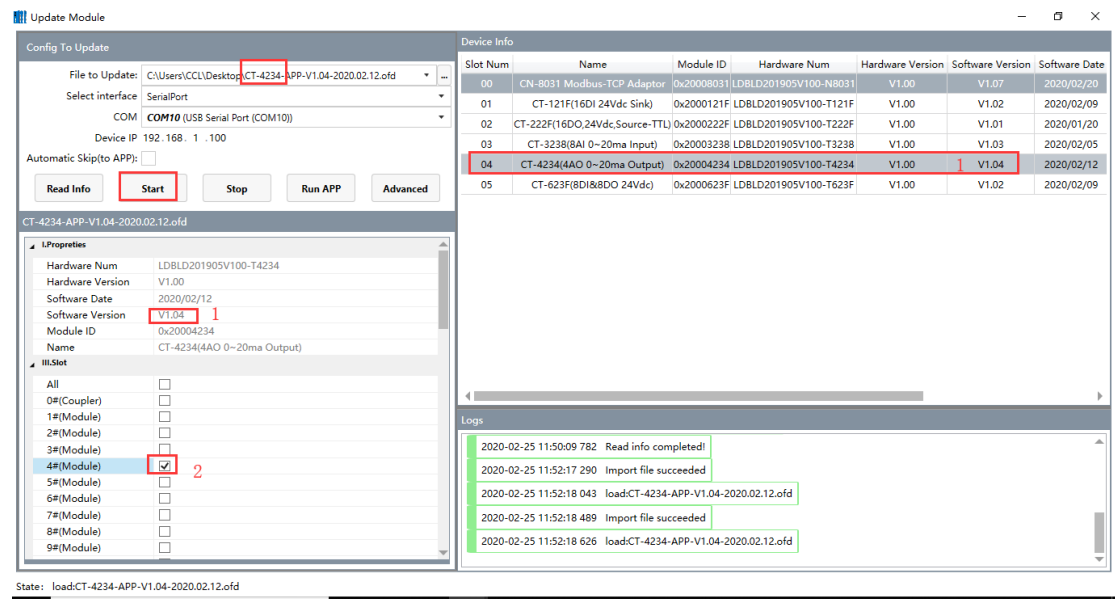 Update Module
Config To Update
File to Update: C:\Users\CCL\Desktop\CT-4234-APP-V1.04-2020.02.12.ofd ...
Select interface SerialPort
COM COM10 (USB Serial Port (COM10))
Device IP 192.168. 1 .100
Automatic Skip(to APP):
Read Info Start Stop Run APP Advanced
CT-4234-APP-V1.04-2020.02.12.ofd
I.Propreties
Hardware Num LDBLD201905V100-T4234
Hardware Version V1.00
Software Date 2020/02/12
Software Version V1.04 1
Module ID 0x20004234
Name CT-4234(4AO 0~20ma Output)
III.Slot
All
0#(Coupler)
1#(Module)
2#(Module)
3#(Module)
4#(Module) 2
5#(Module)
6#(Module)
7#(Module)
8#(Module)
9#(Module)
Device Info
Slot Num Name Module ID Hardware Num Hardware Version Software Version Software Date
00 CN-8031 Modbus-TCP Adaptor 0x20008031 LDBLD201905V100-N8031 V1.00 V1.07 2020/02/20
01 CT-121F(16DI 24Vdc Sink) 0x2000121F LDBLD201905V100-T121F V1.00 V1.02 2020/02/09
02 CT-222F(16DO,24Vdc,Source-TTL) 0x2000222F LDBLD201905V100-T222F V1.00 V1.01 2020/01/20
03 CT-3238(8AI 0~20ma Input) 0x20003238 LDBLD201905V100-T3238 V1.00 V1.03 2020/02/05
04 CT-4234(4AO 0~20ma Output) 0x20004234 LDBLD201905V100-T4234 V1.00 1 V1.04 2020/02/12
05 CT-623F(8DI&8DO 24Vdc) 0x2000623F LDBLD201905V100-T623F V1.00 V1.02 2020/02/09
Logs
2020-02-25 11:50:09 782 Read info completed!
2020-02-25 11:52:17 290 Import file succeeded
2020-02-25 11:52:18 043 load:CT-4234-APP-V1.04-2020.02.12.ofd
2020-02-25 11:52:18 489 Import file succeeded
2020-02-25 11:52:18 626 load:CT-4234-APP-V1.04-2020.02.12.ofd
State: load:CT-4234-APP-V1.04-2020.02.12.ofd